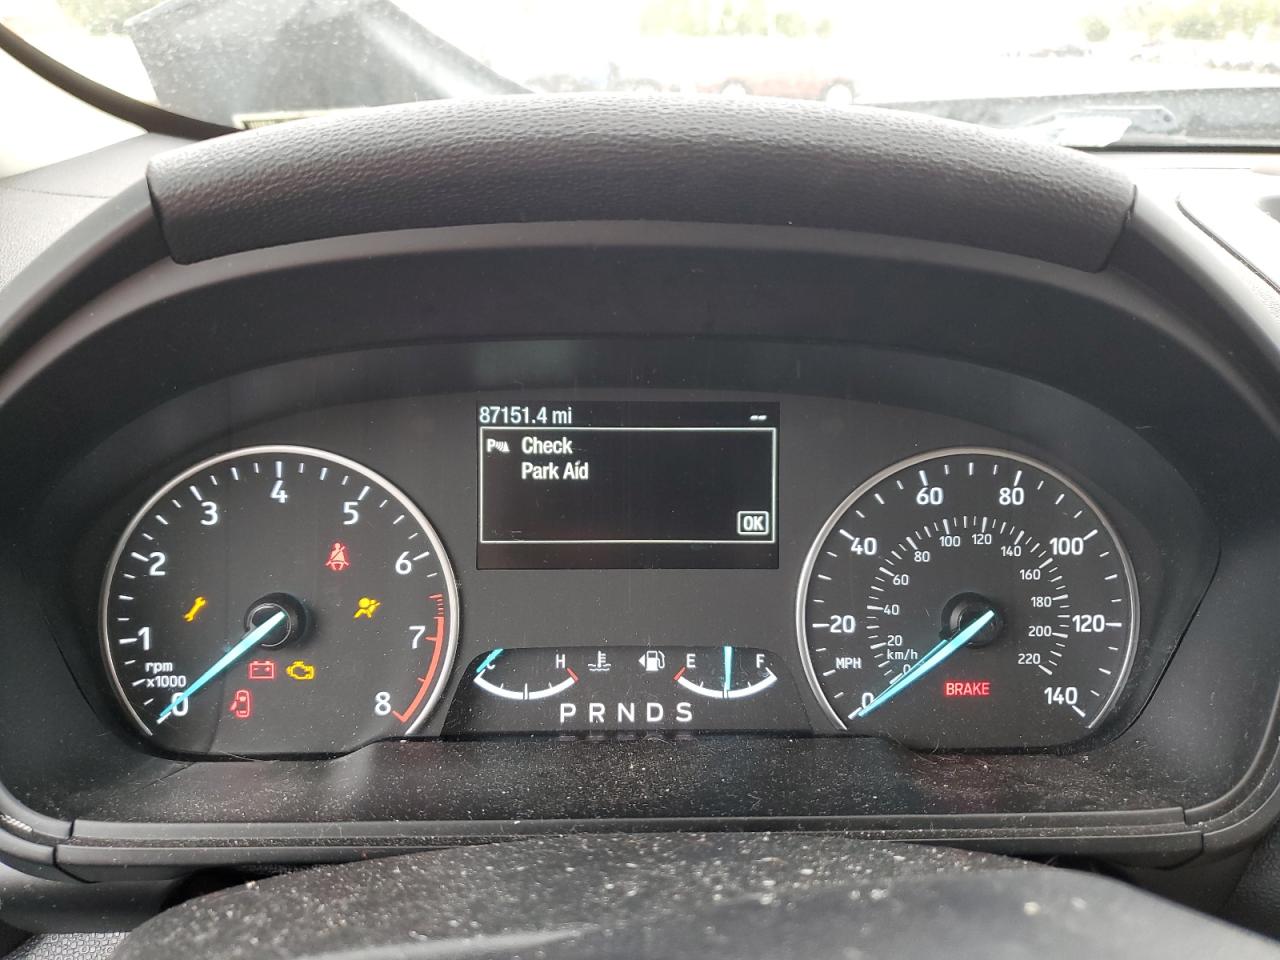 87151.4 mi --
P Check
Park Aid
OK
0 1 2 3 4 5 6 7 8
rpm
x1000
C H
E F
P R N D S
0 20 40 60 80 100 120 140
MPH
0 20 40 60 80 100 120 140 160 180 200 220
km/h
BRAKE